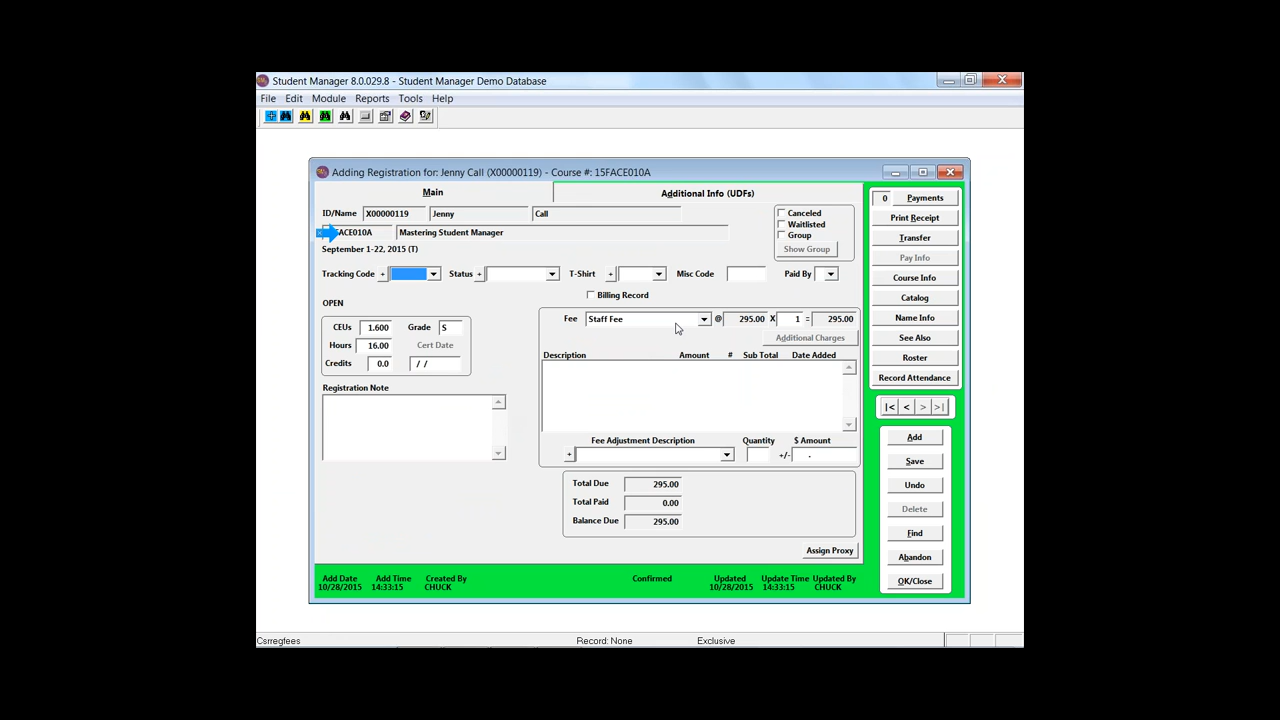 Student Manager 8.0.029.8 - Student Manager Demo Database
File Edit Module Reports Tools Help
Adding Registration for: Jenny Call (X00000119) - Course #: 15FACE010A
Main Additional Info (UDFs)
ID/Name X00000119 Jenny Call
FACE010A Mastering Student Manager
September 1-22, 2015 (T)
Canceled
Waitlisted
Group
Show Group
Tracking Code + Status + T-Shirt + Misc Code Paid By
Billing Record
OPEN
Fee Staff Fee @ 295.00 X 1 = 295.00
Additional Charges
CEUs 1.600 Grade S
Hours 16.00 Cert Date
Credits 0.0 / /
Description Amount # Sub Total Date Added
Registration Note
Fee Adjustment Description Quantity $ Amount
+ +/- .
Total Due 295.00
Total Paid 0.00
Balance Due 295.00
Assign Proxy
Add Date Add Time Created By Confirmed Updated Update Time Updated By
10/28/2015 14:33:15 CHUCK 10/28/2015 14:33:15 CHUCK
0 Payments
Print Receipt
Transfer
Pay Info
Course Info
Catalog
Name Info
See Also
Roster
Record Attendance
|< < > >|
Add
Save
Undo
Delete
Find
Abandon
OK/Close
Csrregfees Record: None Exclusive